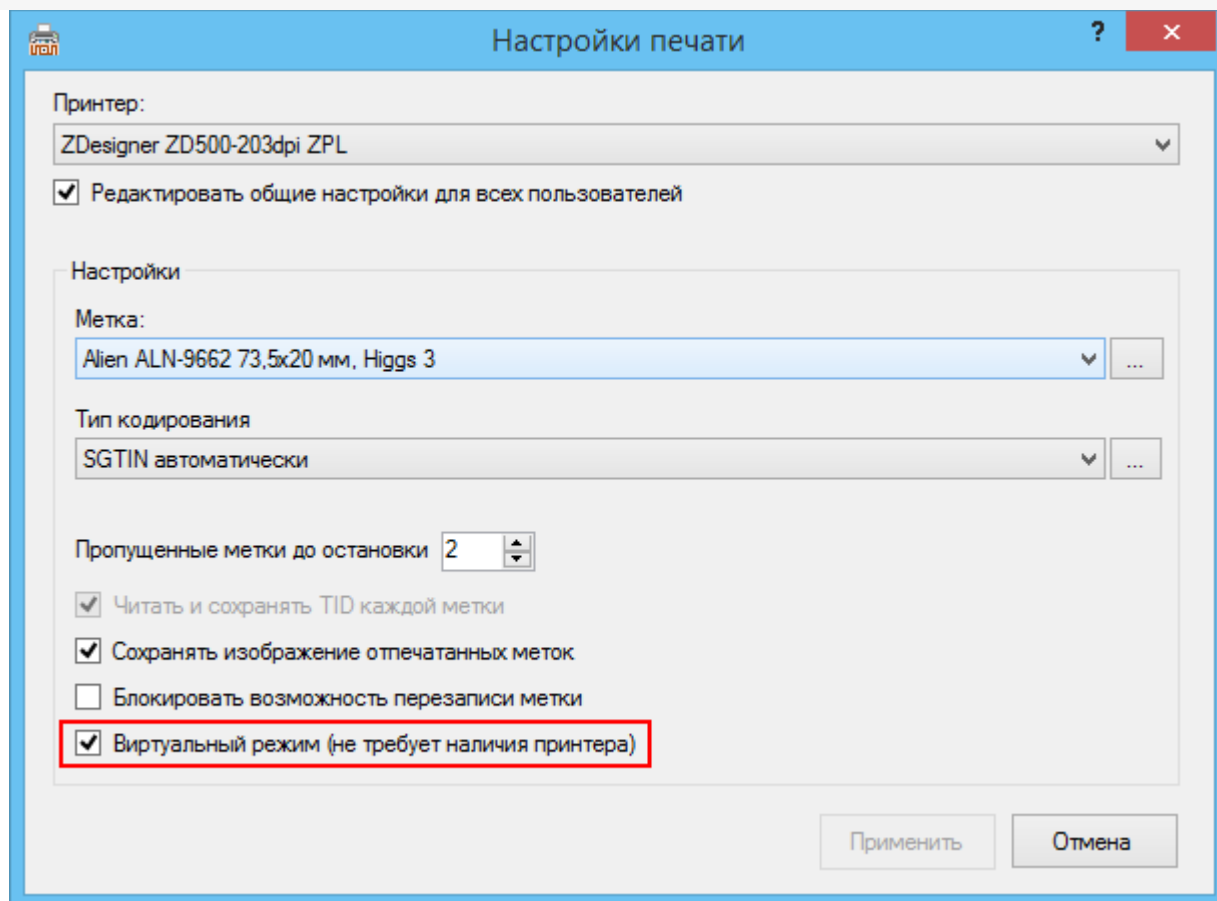 Настройки печати
?
Принтер:
ZDesigner ZD500-203dpi ZPL
Редактировать общие настройки для всех пользователей
Настройки
Метка:
Alien ALN-9662 73,5x20 мм, Higgs 3
...
Тип кодирования
SGTIN автоматически
...
Пропущенные метки до остановки 2
Читать и сохранять TID каждой метки
Сохранять изображение отпечатанных меток
Блокировать возможность перезаписи метки
Виртуальный режим (не требует наличия принтера)
Применить Отмена